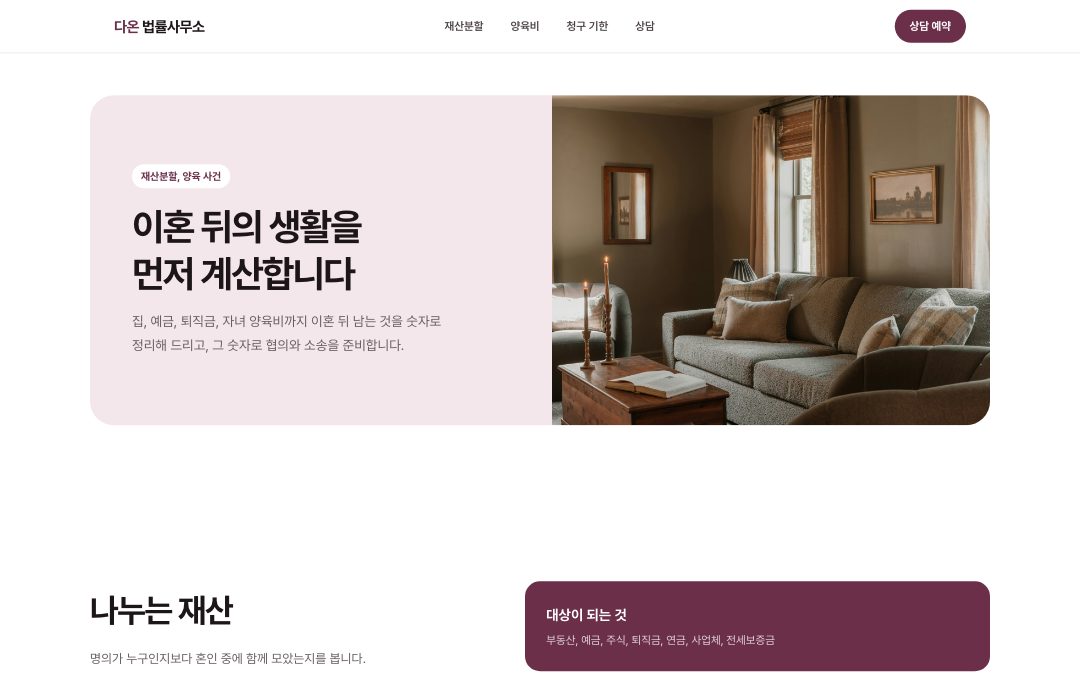 다온 법률사무소
재산분할
양육비
청구 기한
상담
상담 예약
재산분할, 양육 사건
이혼 뒤의 생활을
먼저 계산합니다
집, 예금, 퇴직금, 자녀 양육비까지 이혼 뒤 남는 것을 숫자로
정리해 드리고, 그 숫자로 협의와 소송을 준비합니다.
나누는 재산
명의가 누구인지보다 혼인 중에 함께 모았는지를 봅니다.
대상이 되는 것
부동산, 예금, 주식, 퇴직금, 연금, 사업체, 전세보증금